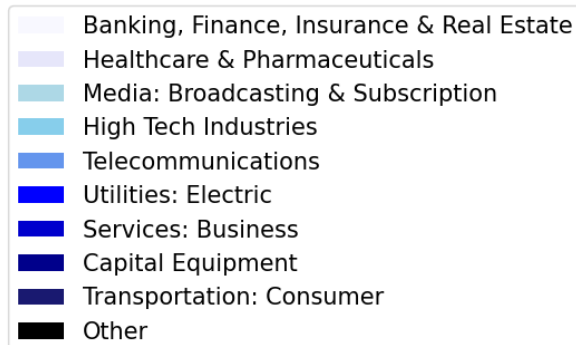 Banking, Finance, Insurance & Real Estate
Healthcare & Pharmaceuticals
Media: Broadcasting & Subscription
High Tech Industries
Telecommunications
Utilities: Electric
Services: Business
Capital Equipment
Transportation: Consumer
Other